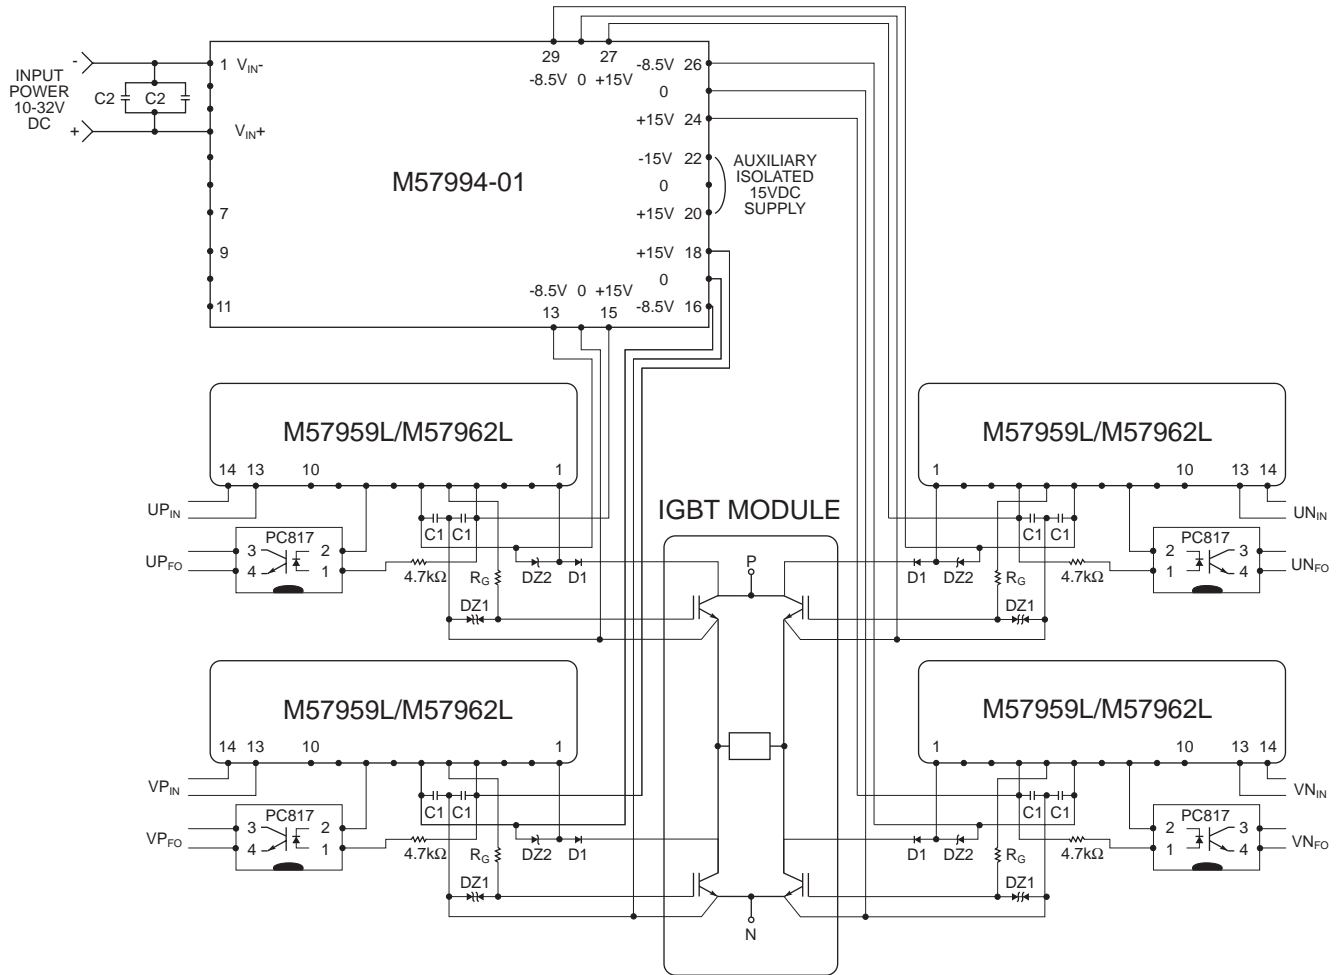 29 27
-8.5V 0 +15V
-
INPUT
POWER
10-32V
DC
+
C2 C2
1 VIN-
VIN+
7
9
11
M57994-01
-8.5V 26
0
+15V 24
-15V 22
0
+15V 20
+15V 18
0
-8.5V 16
AUXILIARY
ISOLATED
15VDC
SUPPLY
-8.5V 0 +15V
13 15
M57959L/M57962L
14 13 10 1
UPIN
UPFO
PC817
3 2
4 1
4.7kΩ
C1 C1
RG
DZ1
DZ2 D1
IGBT MODULE
P
M57959L/M57962L
1 10 13 14
UNIN
UNFO
PC817
2 3
1 4
4.7kΩ
C1 C1
RG
DZ1
D1 DZ2
M57959L/M57962L
14 13 10 1
VPIN
VPFO
PC817
3 2
4 1
4.7kΩ
C1 C1
RG
DZ1
DZ2 D1
N
M57959L/M57962L
1 10 13 14
VNIN
VNFO
PC817
2 3
1 4
4.7kΩ
C1 C1
RG
DZ1
D1 DZ2